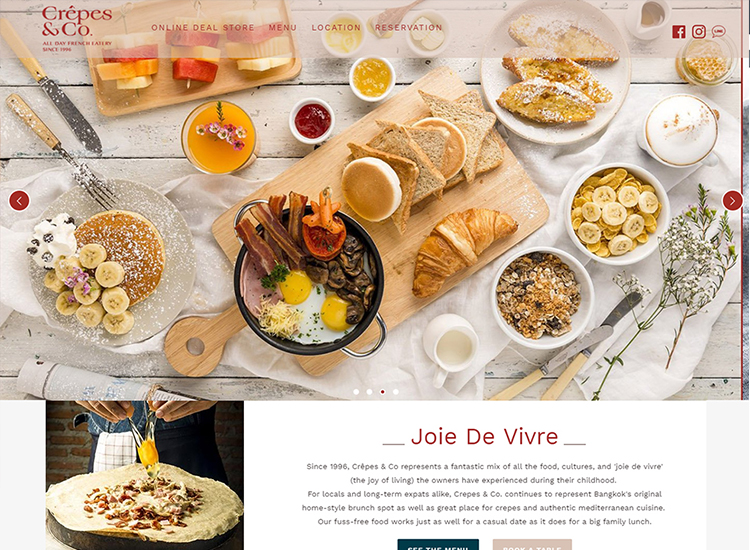 Crêpes
& Co.
ALL DAY FRENCH EATERY
SINCE 1996
ONLINE DEAL STORE MENU LOCATION RESERVATION
LINE
Joie De Vivre
Since 1996, Crêpes & Co represents a fantastic mix of all the food, cultures, and 'joie de vivre'
(the joy of living) the owners have experienced during their childhood.
For locals and long-term expats alike, Crepes & Co. continues to represent Bangkok's original
home-style brunch spot as well as great place for crepes and authentic mediterranean cuisine.
Our fuss-free food works just as well for a casual date as it does for a big family lunch.
SEE THE MENU BOOK A TABLE